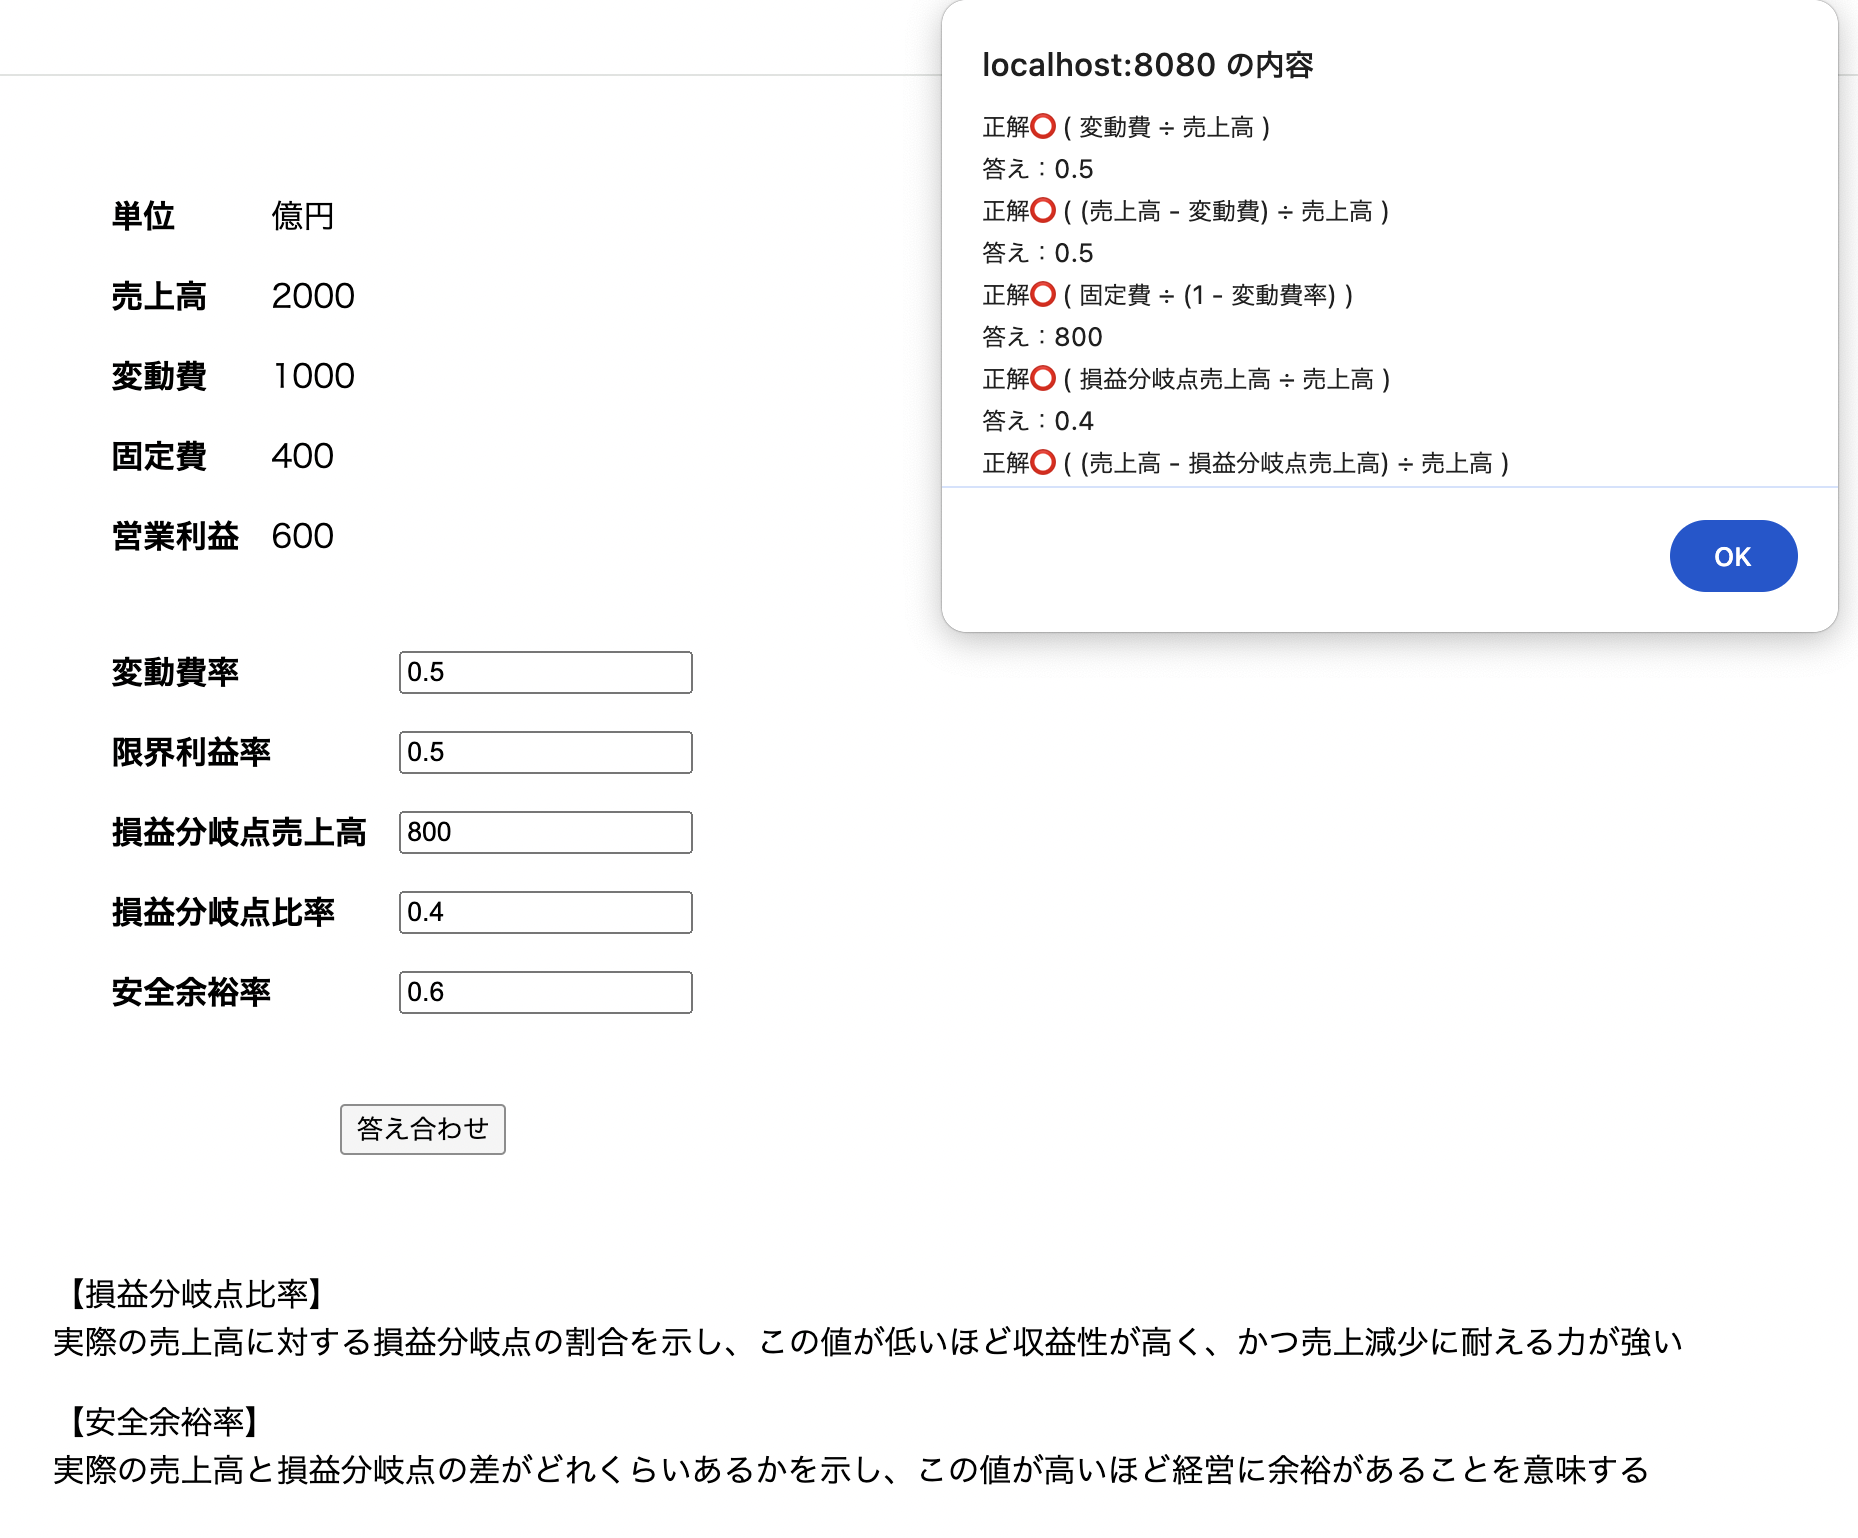 localhost:8080 の内容
正解⭕ ( 変動費 ÷ 売上高 )
答え：0.5
正解⭕ ( (売上高 - 変動費) ÷ 売上高 )
答え：0.5
正解⭕ ( 固定費 ÷ (1 - 変動費率) )
答え：800
正解⭕ ( 損益分岐点売上高 ÷ 売上高 )
答え：0.4
正解⭕ ( (売上高 - 損益分岐点売上高) ÷ 売上高 )
OK
単位 億円
売上高 2000
変動費 1000
固定費 400
営業利益 600
変動費率 0.5
限界利益率 0.5
損益分岐点売上高 800
損益分岐点比率 0.4
安全余裕率 0.6
答え合わせ
【損益分岐点比率】
実際の売上高に対する損益分岐点の割合を示し、この値が低いほど収益性が高く、かつ売上減少に耐える力が強い
【安全余裕率】
実際の売上高と損益分岐点の差がどれくらいあるかを示し、この値が高いほど経営に余裕があることを意味する